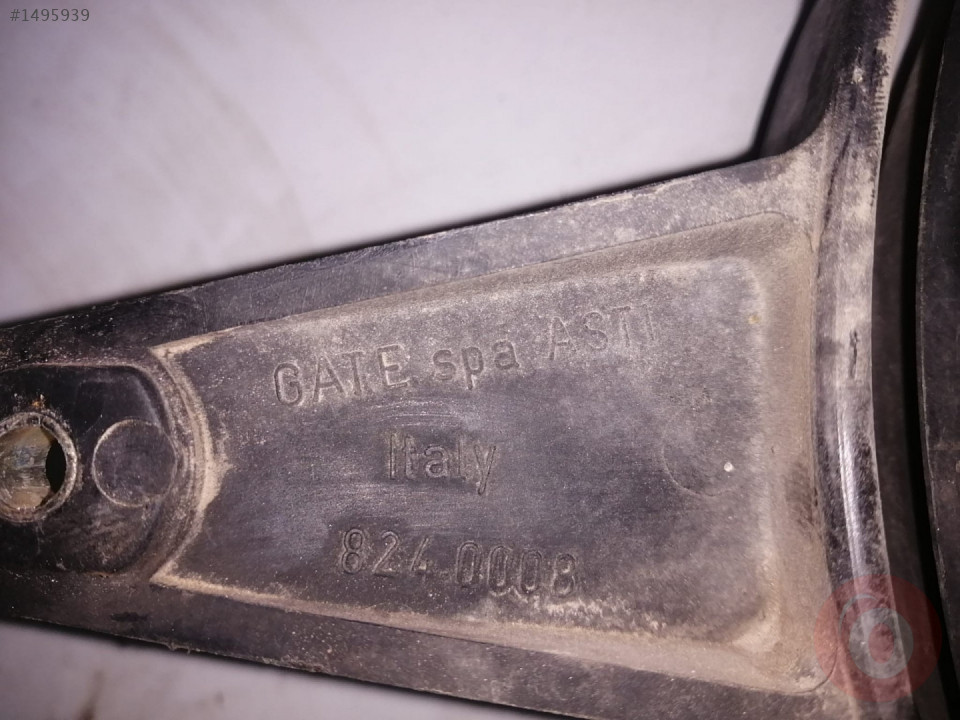 #1495939
GATE spa ASTI
Italy
824 0008